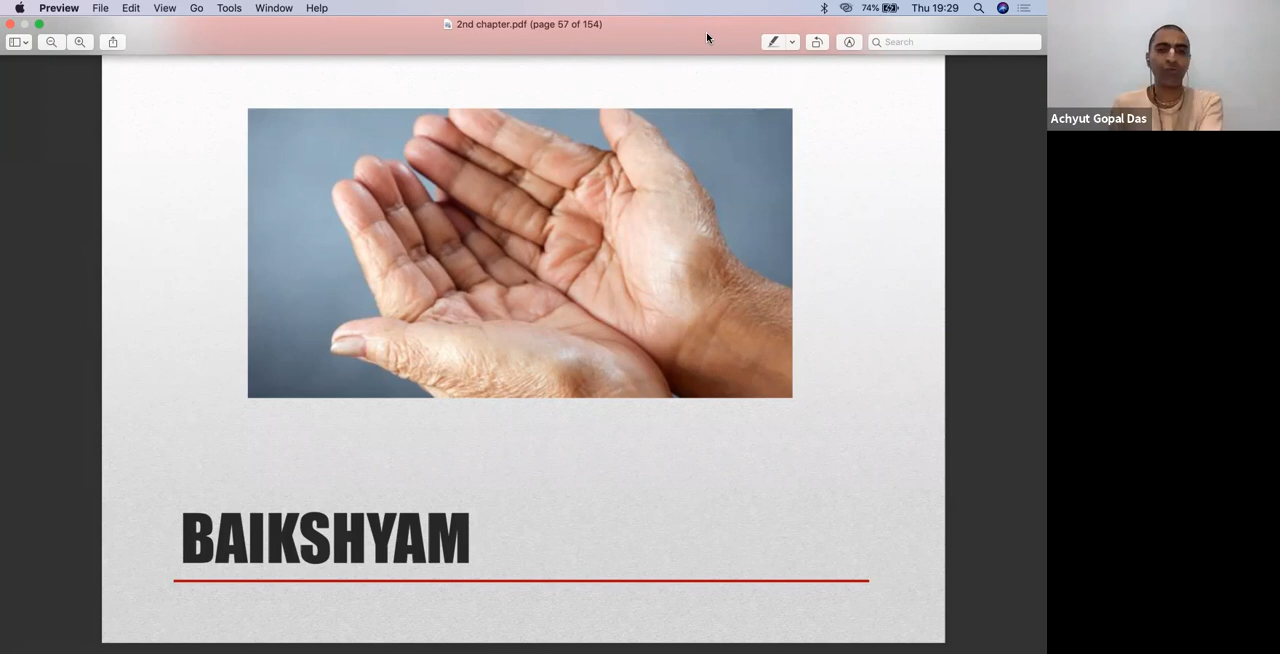 Preview File Edit View Go Tools Window Help 74% Thu 19:29
2nd chapter.pdf (page 57 of 154)
Search
Achyut Gopal Das
BAIKSHYAM